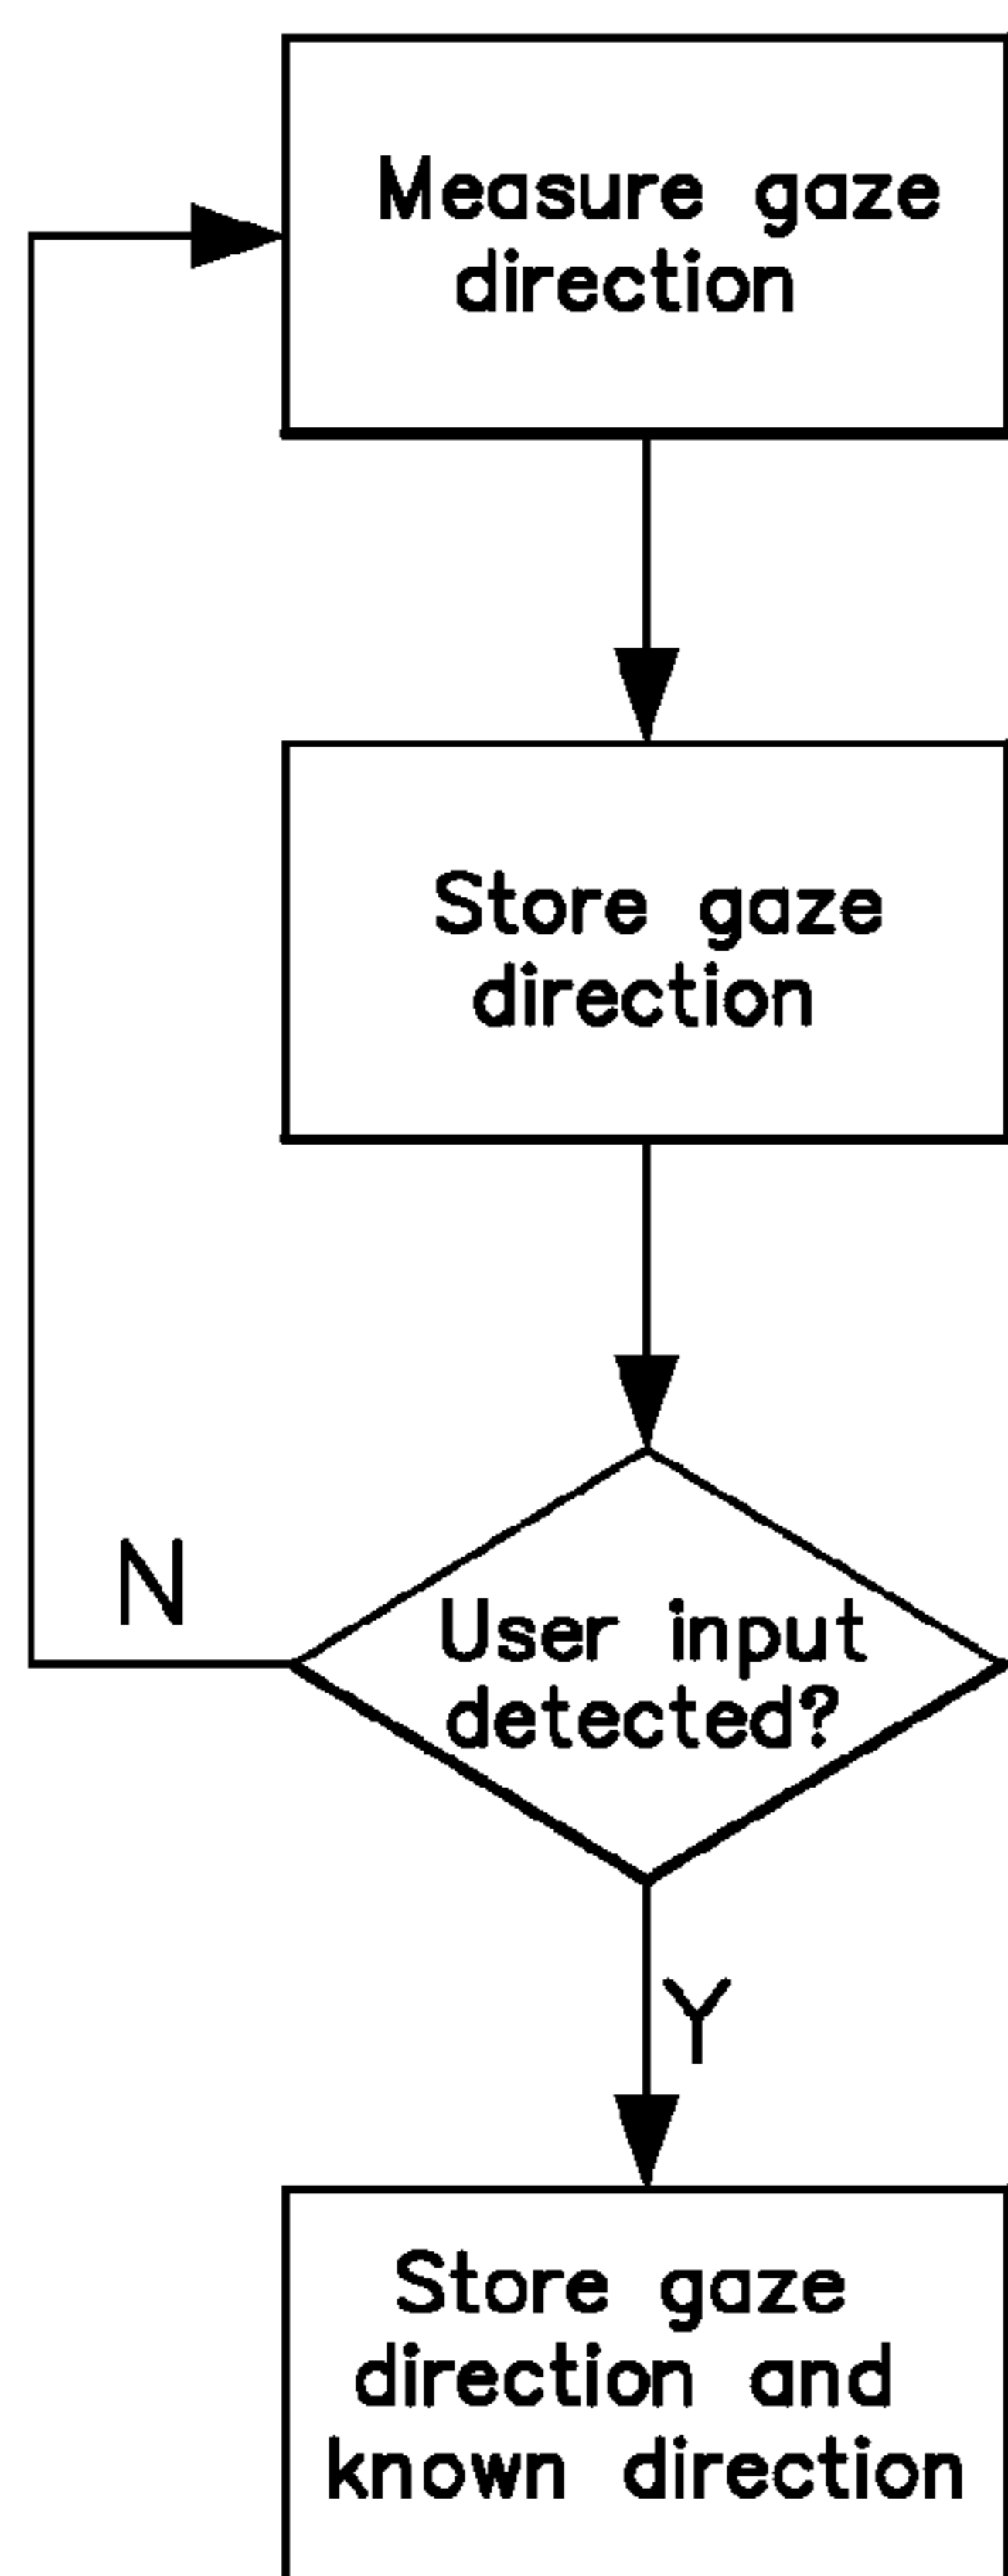 Measure gaze
direction
Store gaze
direction
N
User input
detected?
Y
Store gaze
direction and
known direction